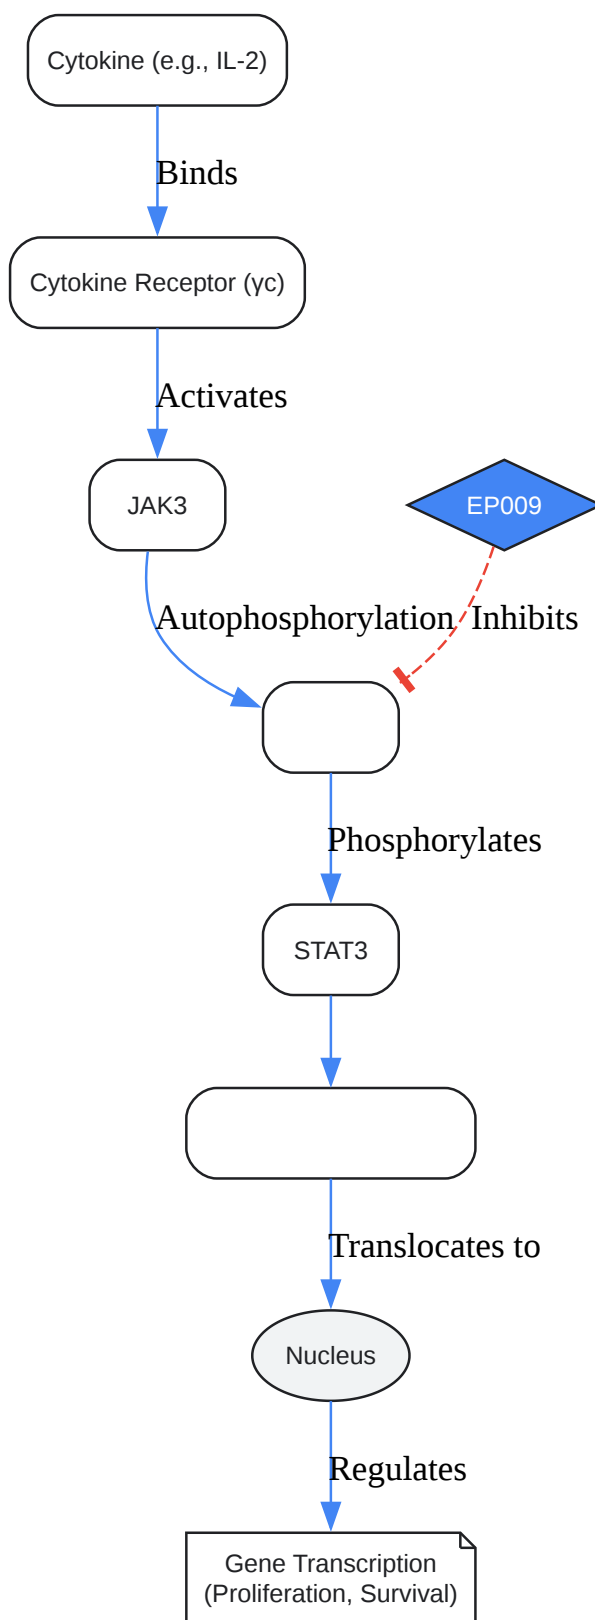 Cytokine (e.g., IL-2)
Binds
Cytokine Receptor (γc)
Activates
JAK3
EP009
Autophosphorylation
Inhibits
Phosphorylates
STAT3
Translocates to
Nucleus
Regulates
Gene Transcription
(Proliferation, Survival)